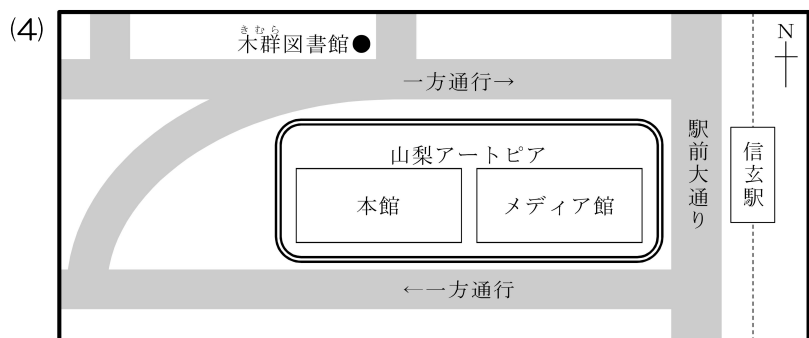 (4)
きむら
木群図書館
N
一方通行→
駅前大通り
信玄駅
山梨アートピア
本館
メディア館
←一方通行